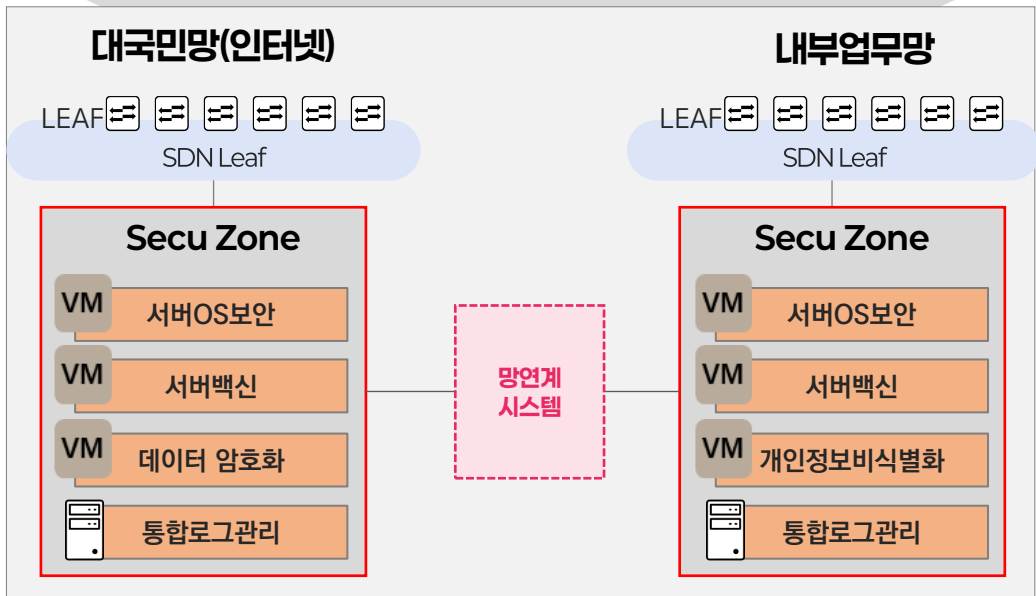 대국민망(인터넷)
LEAF
SDN Leaf
Secu Zone
VM
서버OS보안
VM
서버백신
VM
데이터 암호화
통합로그관리
망연계
시스템
내부업무망
LEAF
SDN Leaf
Secu Zone
VM
서버OS보안
VM
서버백신
VM
개인정보비식별화
통합로그관리